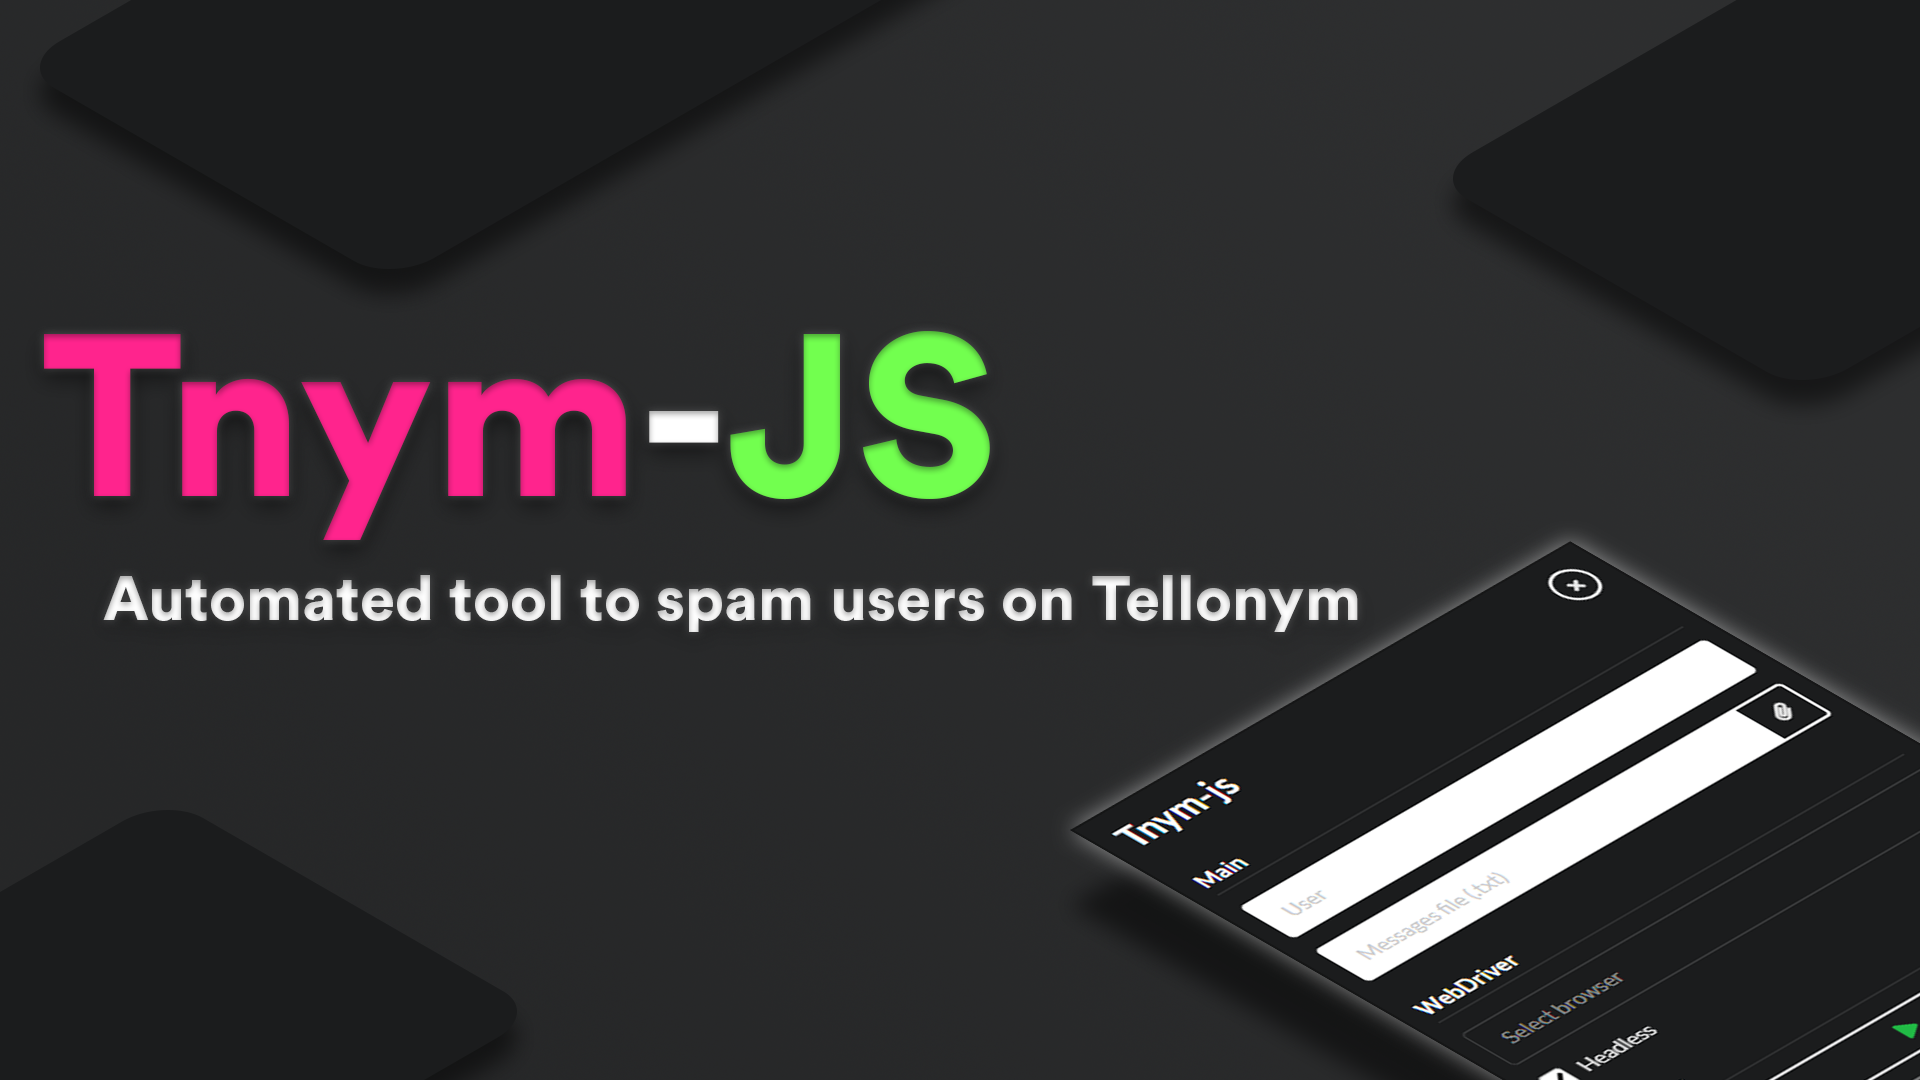 Tnym-JS
Automated tool to spam users on Tellonym
Tnym-js
Main
User
Messages file (.txt)
WebDriver
Select browser
Headless